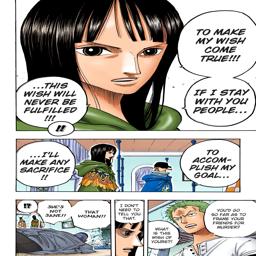 TO MAKE
MY WISH
COME
TRUE!!!
IF I STAY
WITH YOU
PEOPLE...
...THIS
WISH WILL
NEVER BE
FULFILLED
!!!
!!
TO
ACCOM-
PLISH MY
GOAL...
...I'LL
MAKE ANY
SACRIFICE
!!
YOU'D GO
SO FAR AS TO
FRAME YOUR
FRIENDS FOR
MURDER?
I DON'T
NEED TO
TELL YOU
THAT.
WHAT
IS THIS
WISH OF
YOURS?!
THAT
WOMAN!!
SHE'S
NOT
SANE!!